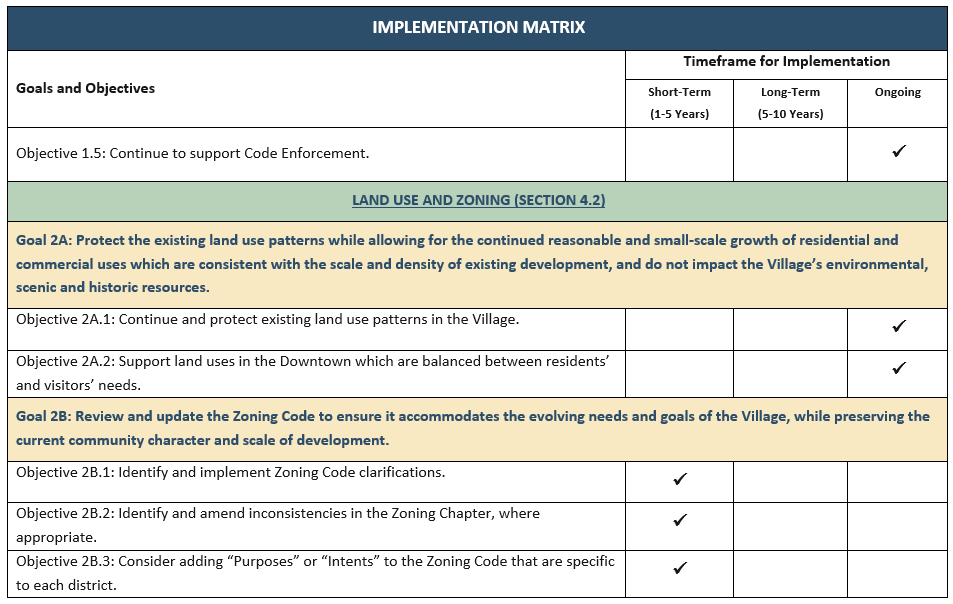 IMPLEMENTATION MATRIX
Goals and Objectives
Timeframe for Implementation
Short-Term
(1-5 Years)
Long-Term
(5-10 Years)
Ongoing
Objective 1.5: Continue to support Code Enforcement.
✓
LAND USE AND ZONING (SECTION 4.2)
Goal 2A: Protect the existing land use patterns while allowing for the continued reasonable and small-scale growth of residential and
commercial uses which are consistent with the scale and density of existing development, and do not impact the Village’s environmental,
scenic and historic resources.
Objective 2A.1: Continue and protect existing land use patterns in the Village.
✓
Objective 2A.2: Support land uses in the Downtown which are balanced between residents’
and visitors’ needs.
✓
Goal 2B: Review and update the Zoning Code to ensure it accommodates the evolving needs and goals of the Village, while preserving the
current community character and scale of development.
Objective 2B.1: Identify and implement Zoning Code clarifications.
✓
Objective 2B.2: Identify and amend inconsistencies in the Zoning Chapter, where
appropriate.
✓
Objective 2B.3: Consider adding “Purposes” or “Intents” to the Zoning Code that are specific
to each district.
✓